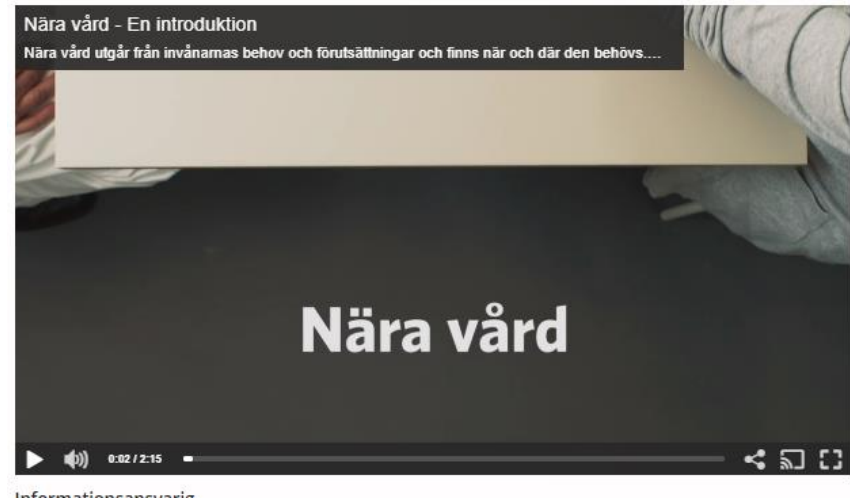 Nära vård - En introduktion
Nära vård utgår från invånarnas behov och förutsättningar och finns när och där den behövs....
Nära vård
0:02 / 2:15
Informationsansvarig